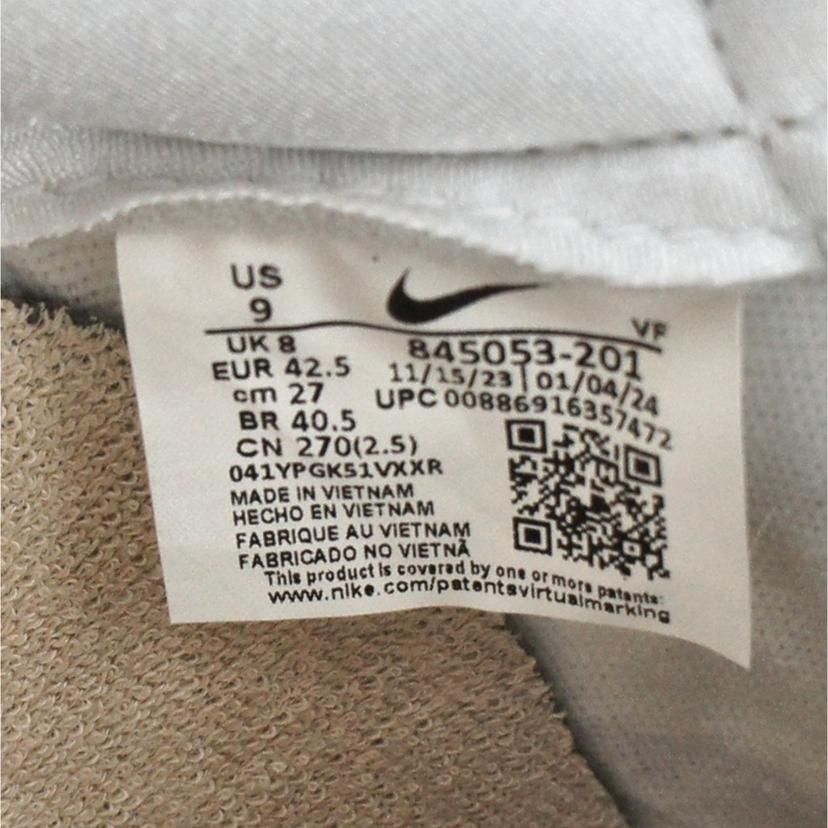 US
9
VF
UK 8
EUR 42.5
cm 27
BR 40.5
CN 270(2.5)
041YPGK51VXXR
845053-201
11/15/23 | 01/04/24
UPC 00886916357472
MADE IN VIETNAM
HECHO EN VIETNAM
FABRIQUE AU VIETNAM
FABRICADO NO VIETNÃ
This product is covered by one or more patents:
www.nike.com/patentsvirtualmarking